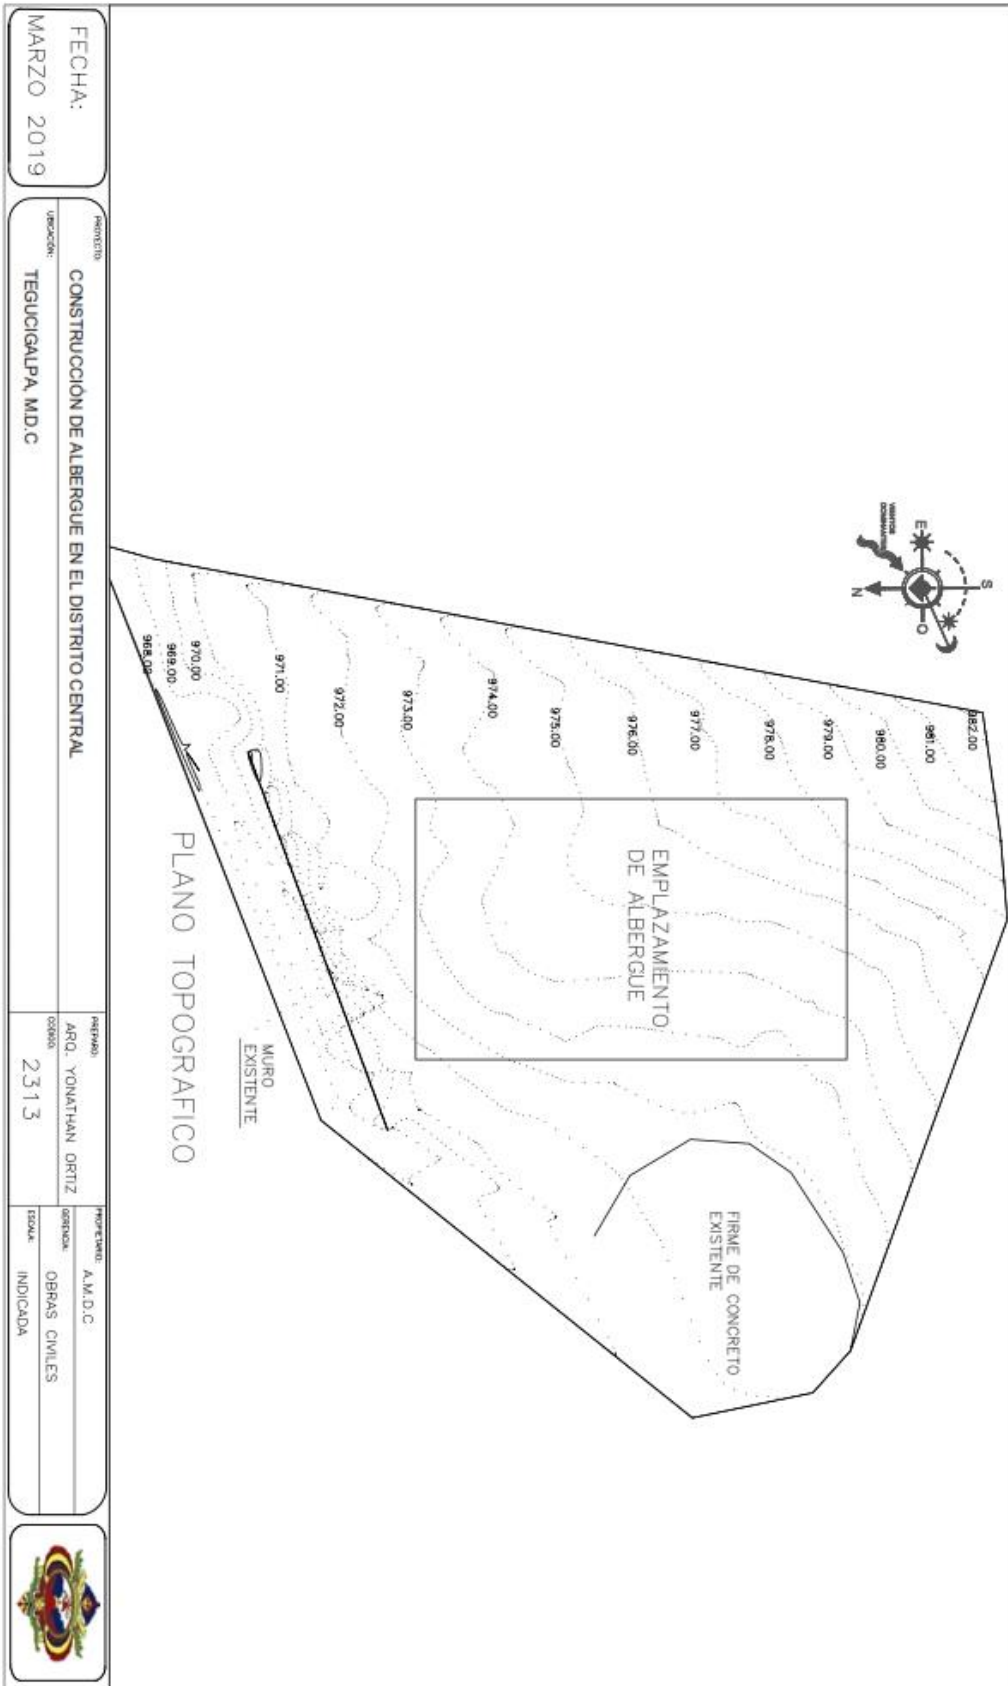 S
E
O
N
VIENTOS
DOMINANTES
982.00
981.00
980.00
979.00
978.00
977.00
976.00
975.00
974.00
973.00
972.00
971.00
970.00
969.00
968.00
EMPLAZAMIENTO
DE ALBERGUE
FIRME DE CONCRETO
EXISTENTE
MURO
EXISTENTE
PLANO TOPOGRAFICO
FECHA:
MARZO 2019
PROYECTO:
CONSTRUCCIÓN DE ALBERGUE EN EL DISTRITO CENTRAL
UBICACIÓN:
TEGUCIGALPA, M.D.C
PREPARÓ:
ARQ. YONATHAN ORTIZ
CÓDIGO:
2313
PROPIETARIO:
A.M.D.C
GERENCIA:
OBRAS CIVILES
ESCALA:
INDICADA